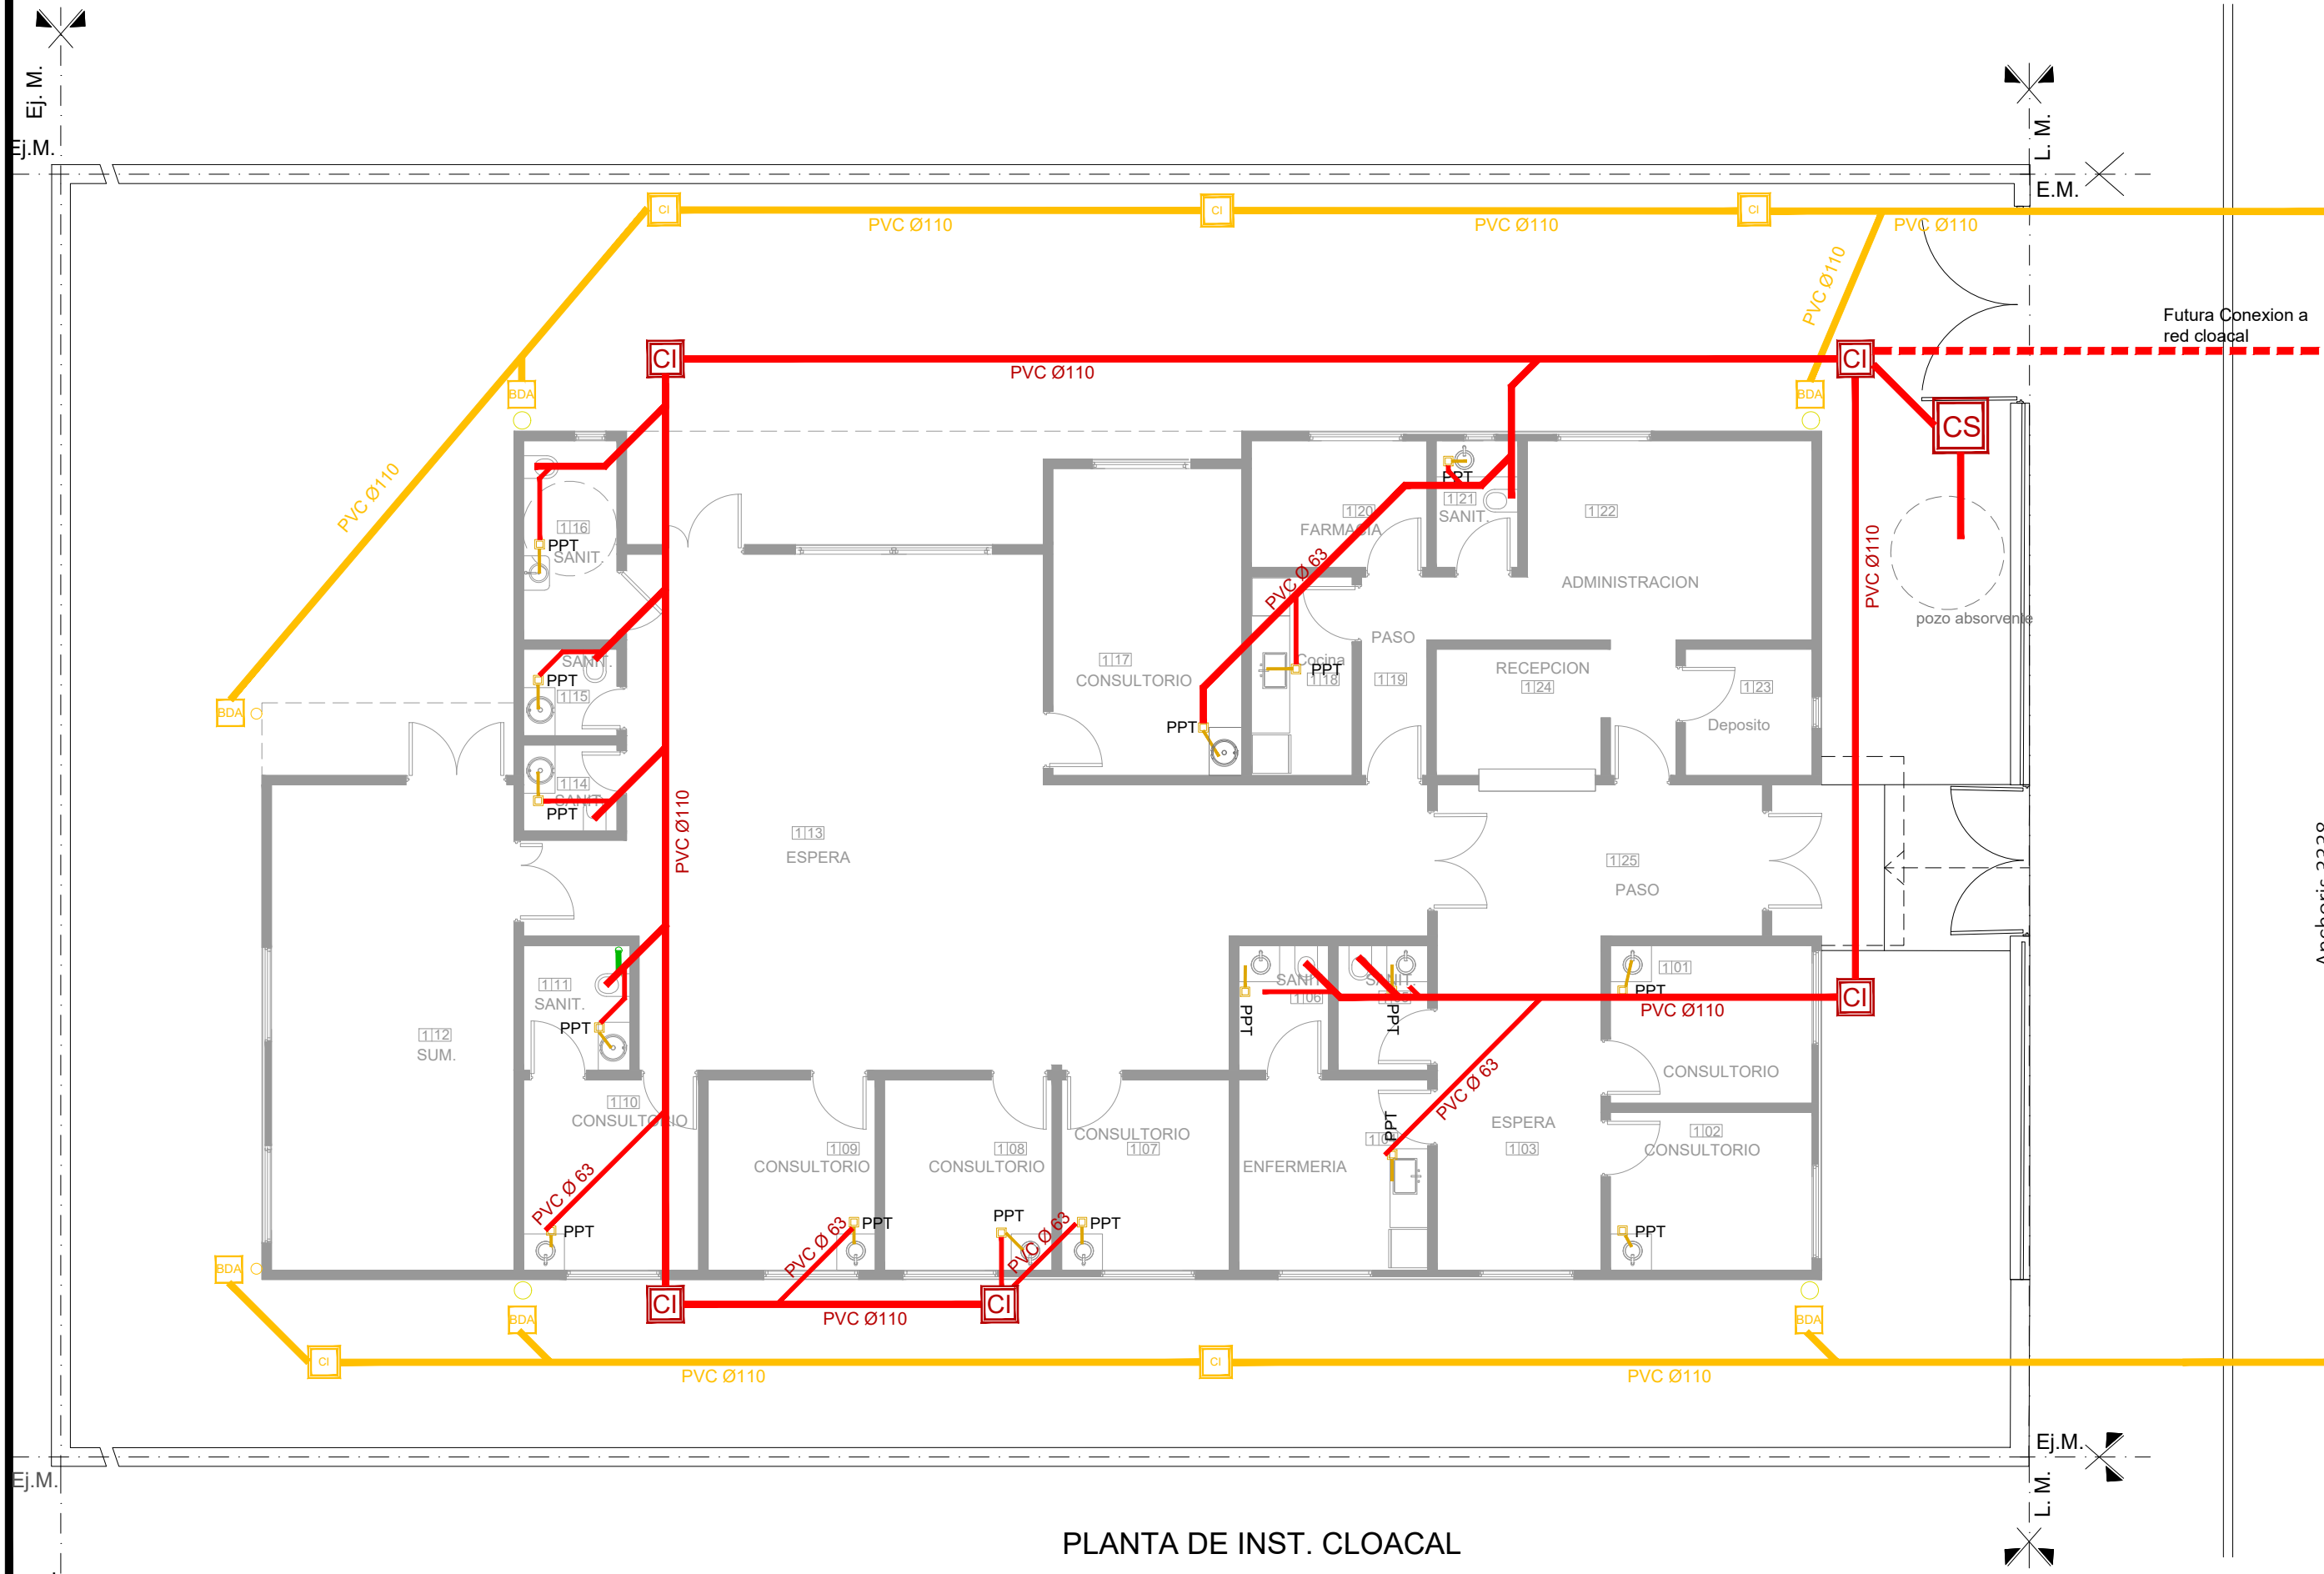 Ej. M.
Ej.M.
L. M.
E.M.
CI
CI
CI
PVC Ø110
PVC Ø110
PVC Ø110
PVC Ø110
PVC Ø110
Futura Conexion a
red cloacal
CI
CI
PVC Ø110
BDA
BDA
CS
PPT
1 16
SANIT.
PPT
1 21
SANIT.
1 20
FARMACIA
1 22
ADMINISTRACION
PVC Ø 63
PVC Ø110
pozo absorvente
SANIT.
PPT
1 15
1 17
CONSULTORIO
PASO
Cocina
PPT
1 18
1 19
RECEPCION
1 24
1 23
Deposito
BDA
PPT
1 14
SANIT.
PPT
PVC Ø110
1 13
ESPERA
1 25
PASO
Anchoris 3338
1 11
SANIT.
PPT
SANIT.
1 06
PPT
SANIT.
PPT
1 01
PPT
PVC Ø110
CI
CONSULTORIO
1 12
SUM.
PVC Ø 63
1 10
CONSULTORIO
1 09
CONSULTORIO
1 08
CONSULTORIO
CONSULTORIO
1 07
ENFERMERIA
PPT
ESPERA
1 03
1 02
CONSULTORIO
PVC Ø 63
PPT
PVC Ø 63
PPT
PPT
PVC Ø 63
PPT
PPT
BDA
CI
CI
PVC Ø110
BDA
BDA
CI
CI
PVC Ø110
PVC Ø110
Ej.M.
Ej.M.
L. M.
PLANTA DE INST. CLOACAL